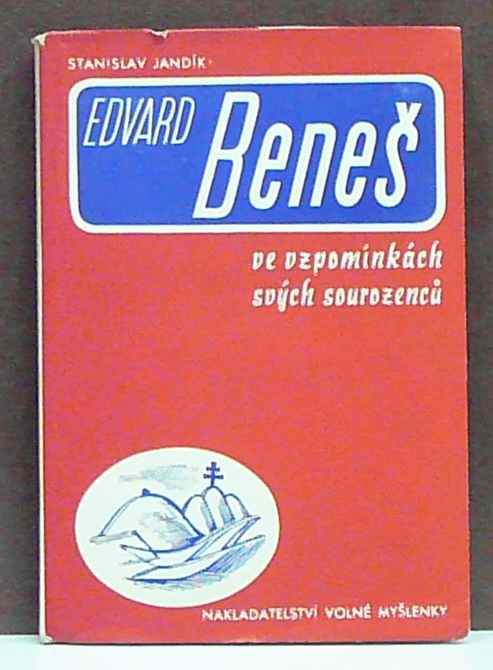 STANISLAV JANDÍK:
EDVARD
Beneš
ve vzpomínkách
svých sourozenců
NAKLADATELSTVÍ VOLNÉ MYŠLENKY